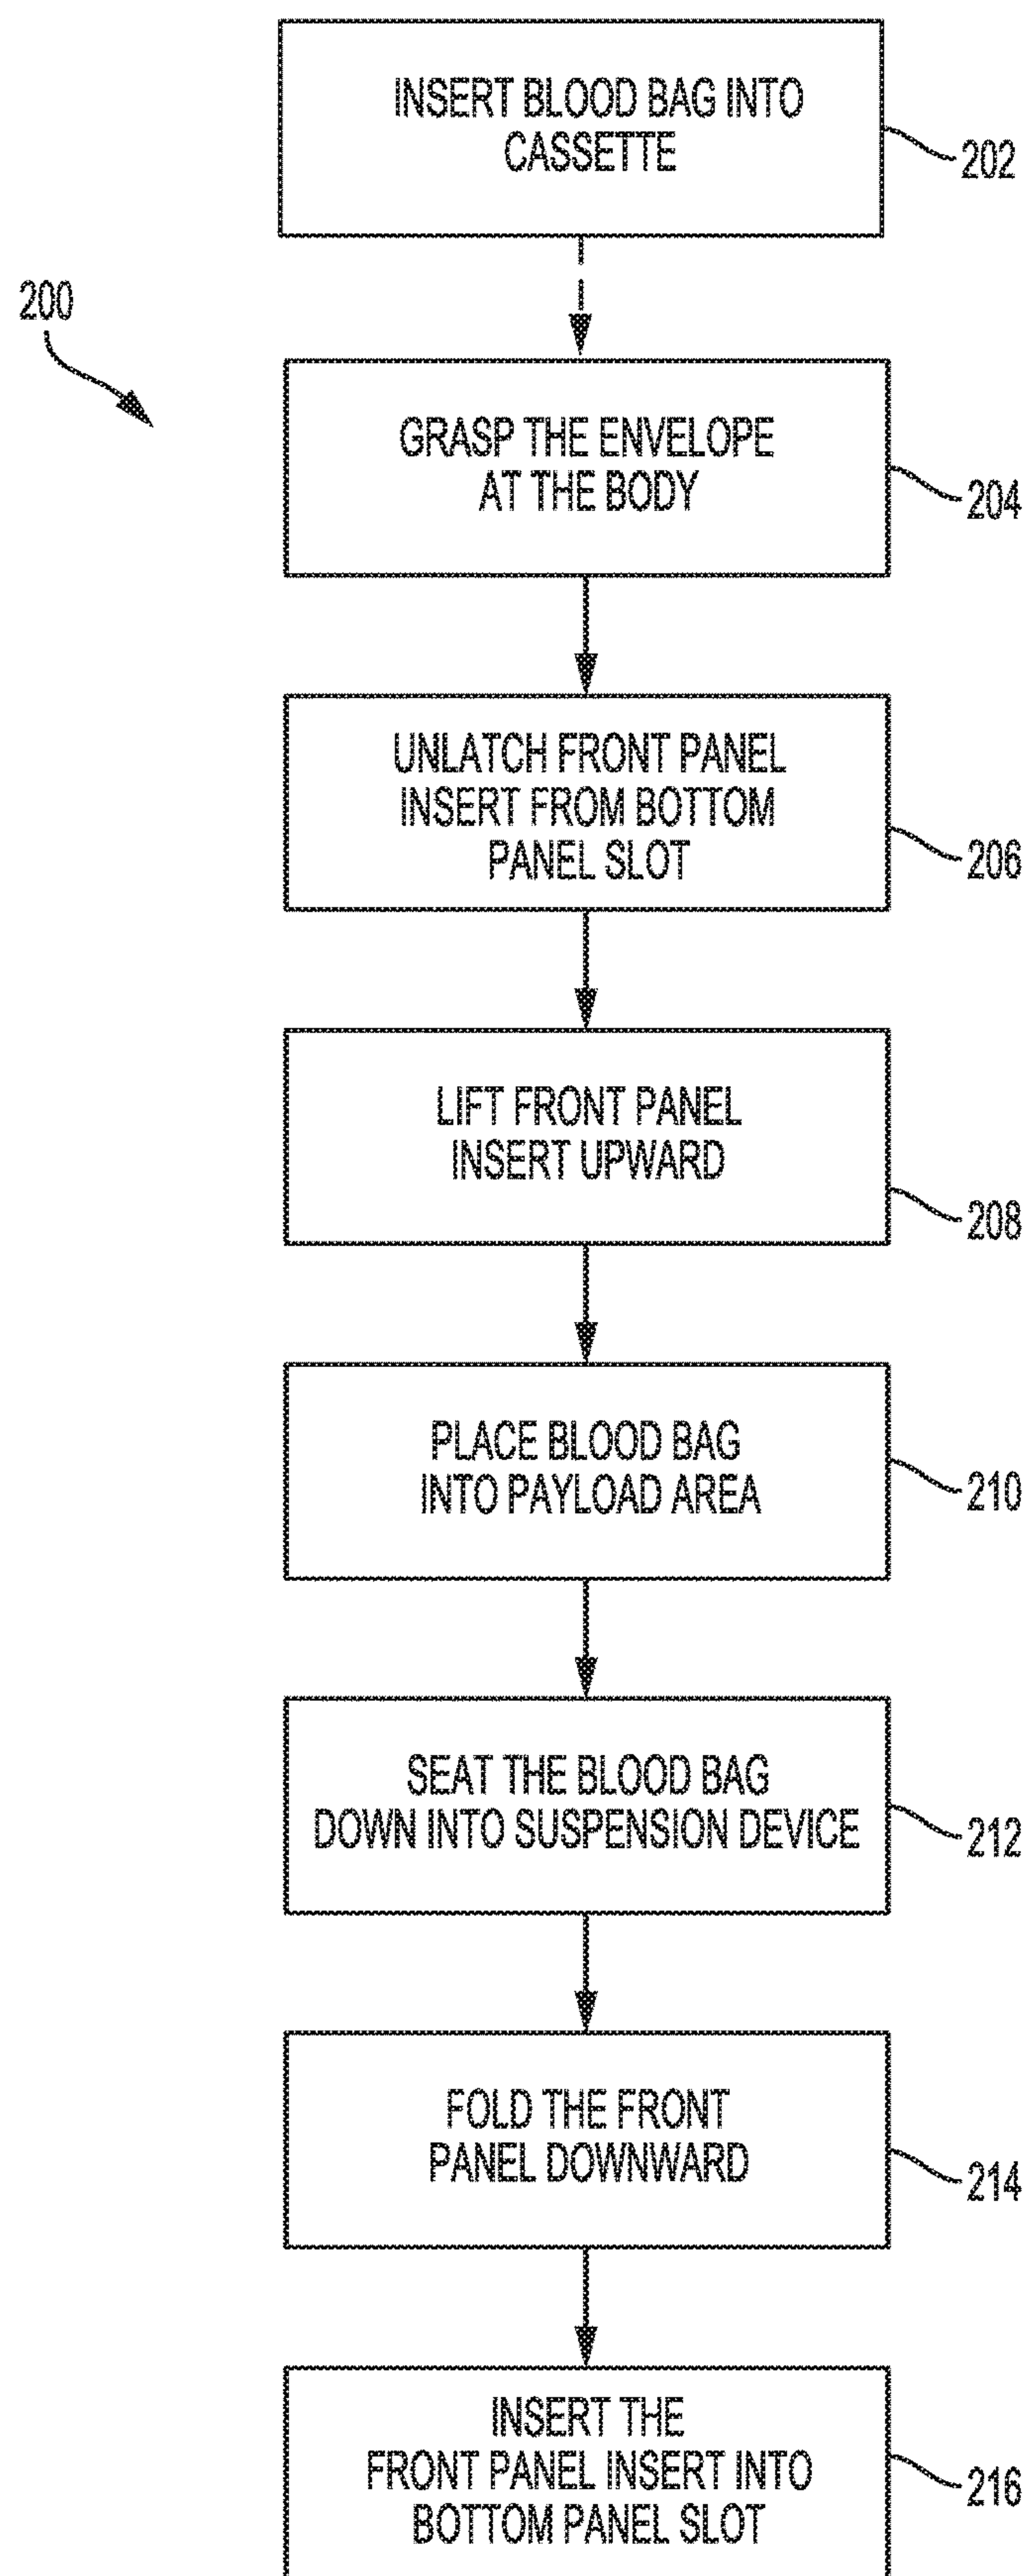 INSERT BLOOD BAG INTO
CASSETTE
202
200
GRASP THE ENVELOPE
AT THE BODY
204
UNLATCH FRONT PANEL
INSERT FROM BOTTOM
PANEL SLOT
206
LIFT FRONT PANEL
INSERT UPWARD
208
PLACE BLOOD BAG
INTO PAYLOAD AREA
210
SEAT THE BLOOD BAG
DOWN INTO SUSPENSION DEVICE
212
FOLD THE FRONT
PANEL DOWNWARD
214
INSERT THE
FRONT PANEL INSERT INTO
BOTTOM PANEL SLOT
216